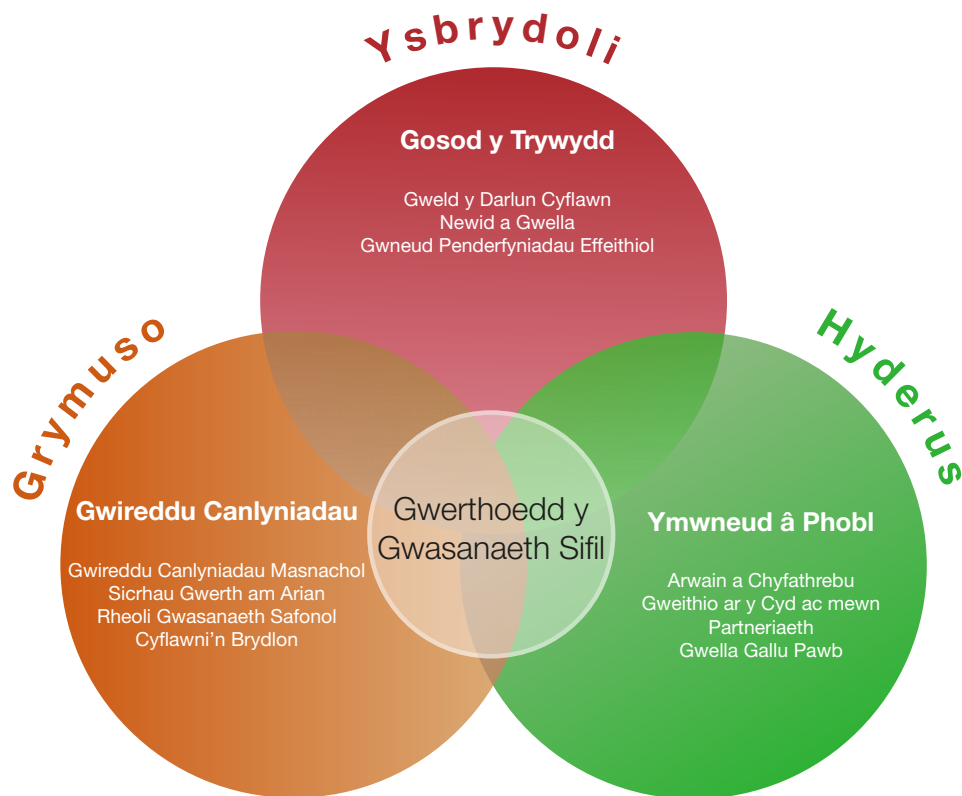 Ysbrydoli
Gosod y Trywydd
Gweld y Darlun Cyflawn
Newid a Gwella
Gwneud Penderfyniadau Effeithiol
Grymuso
Gwireddu Canlyniadau
Gwireddu Canlyniadau Masnachol
Sicrhau Gwerth am Arian
Rheoli Gwasanaeth Safonol
Cyflawni’n Brydlon
Gwerthoedd y
Gwasanaeth Sifil
Hyderus
Ymwneud â Phobl
Arwain a Chyfathrebu
Gweithio ar y Cyd ac mewn
Partneriaeth
Gwella Gallu Pawb